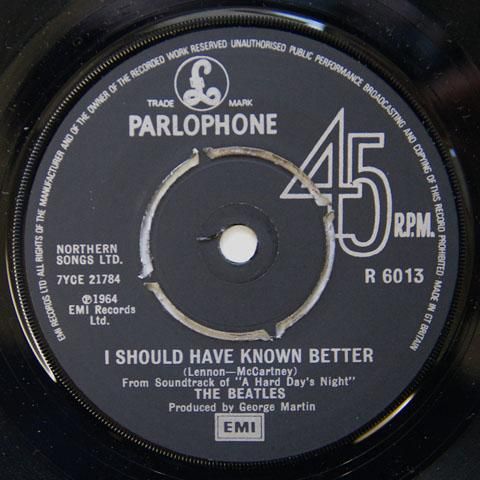 EMI RECORDS LTD ALL RIGHTS OF THE MANUFACTURER AND OF THE OWNER OF THE RECORDED WORK RESERVED UNAUTHORISED PUBLIC PERFORMANCE BROADCASTING AND COPYING OF THIS RECORD PROHIBITED MADE IN GT BRITAIN
£
TRADE MARK
PARLOPHONE
45
R.P.M.
NORTHERN
SONGS LTD.
7YCE 21784
℗1964
EMI Records
Ltd.
R 6013
I SHOULD HAVE KNOWN BETTER
(Lennon—McCartney)
From Soundtrack of "A Hard Day's Night"
THE BEATLES
Produced by George Martin
EMI